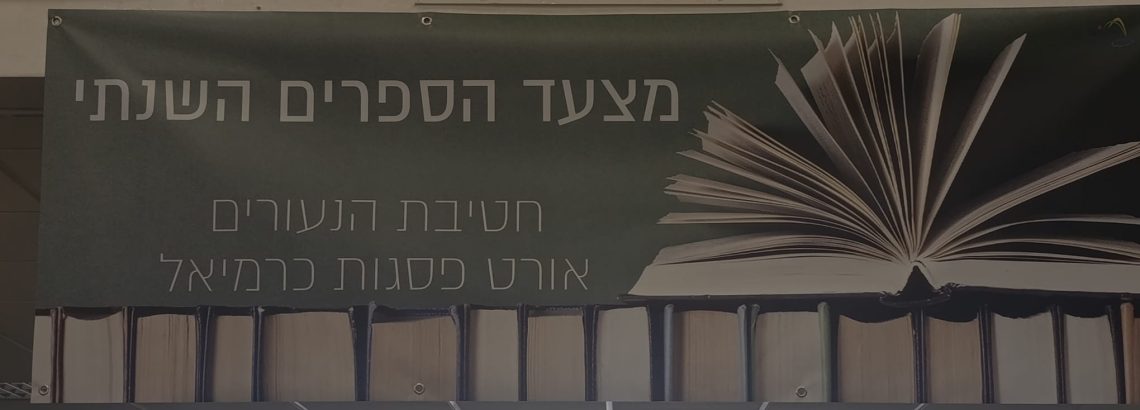 מצעד הספרים השנתי
חטיבת הנעורים
אורט פסגות כרמיאל